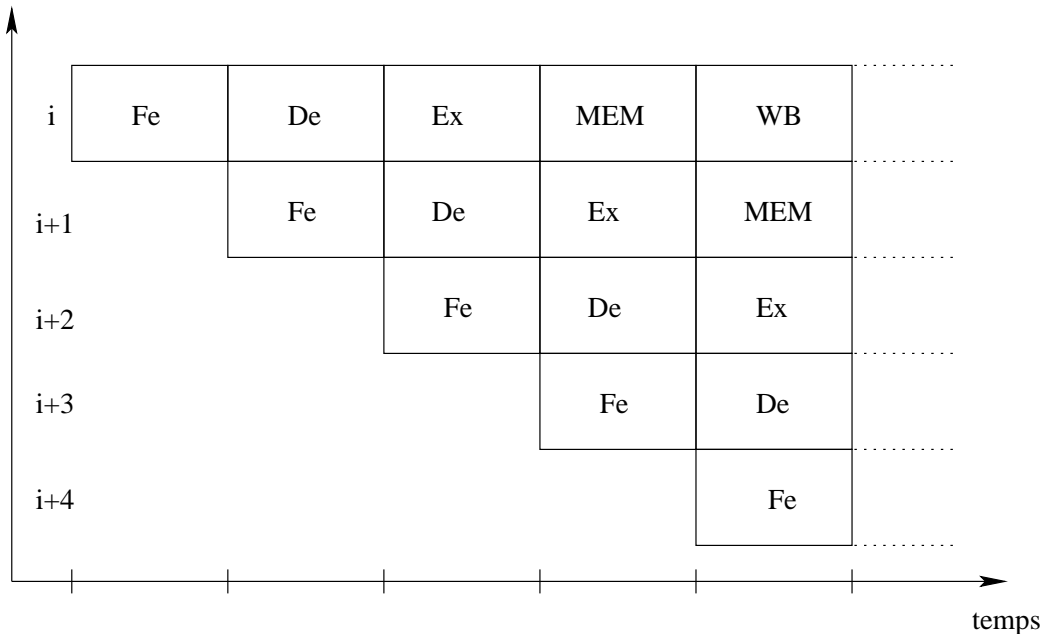 i Fe De Ex MEM WB
i+1 Fe De Ex MEM
i+2 Fe De Ex
i+3 Fe De
i+4 Fe
temps